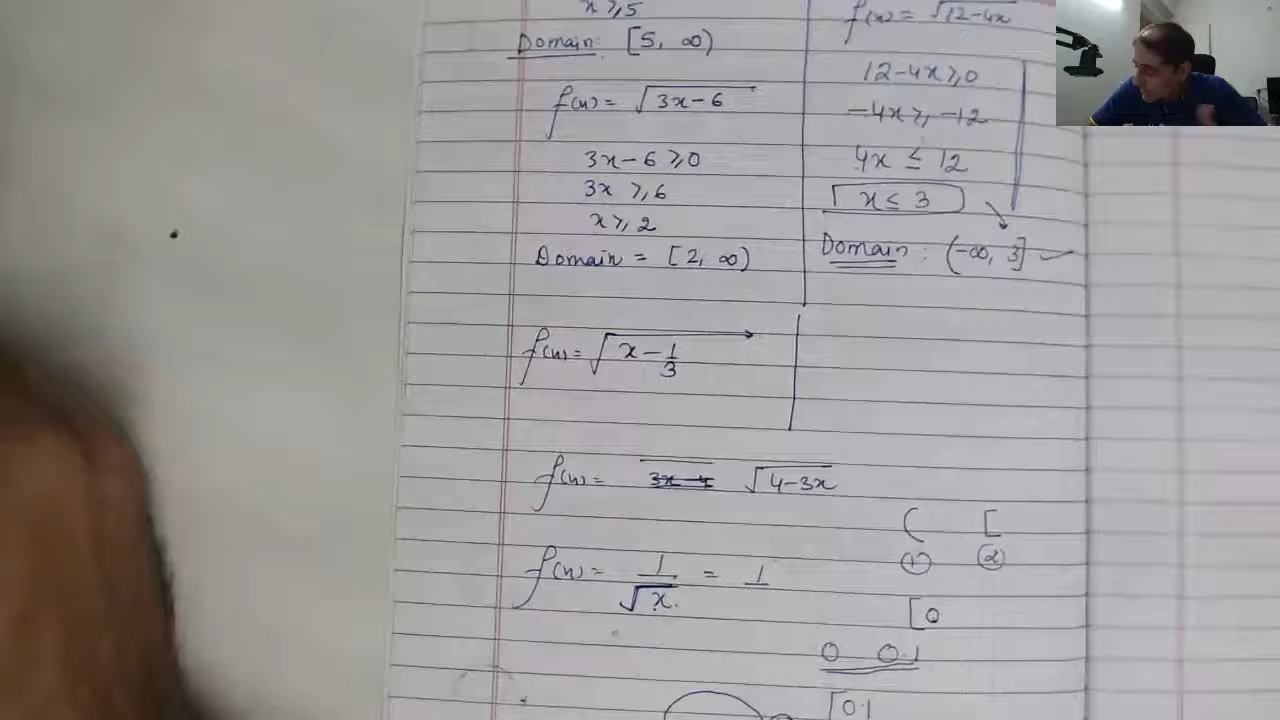 x ≥ 5
Domain: [5, ∞)
f(x) = √3x-6
3x-6 ≥ 0
3x ≥ 6
x ≥ 2
Domain = [2, ∞)
f(x) = √12-4x
12-4x ≥ 0
-4x ≥ -12
4x ≤ 12
x ≤ 3
Domain: (-∞, 3]
f(x) = √x - 1/3
f(x) = 3x-4 √4-3x
( [
① ②
f(x) = 1/√x = 1
[0
0 0.1
[0.1